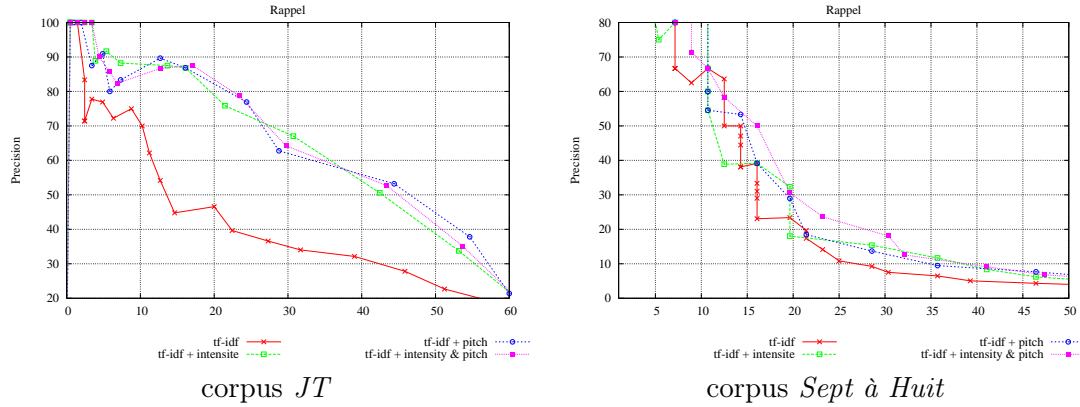 Rappel
Precision
100
90
80
70
60
50
40
30
20
0
10
20
30
40
50
60
tf-idf
tf-idf + intensite
tf-idf + pitch
tf-idf + intensity & pitch
corpus JT
Rappel
Precision
80
70
60
50
40
30
20
10
0
5
10
15
20
25
30
35
40
45
50
tf-idf
tf-idf + intensite
tf-idf + pitch
tf-idf + intensity & pitch
corpus Sept à Huit